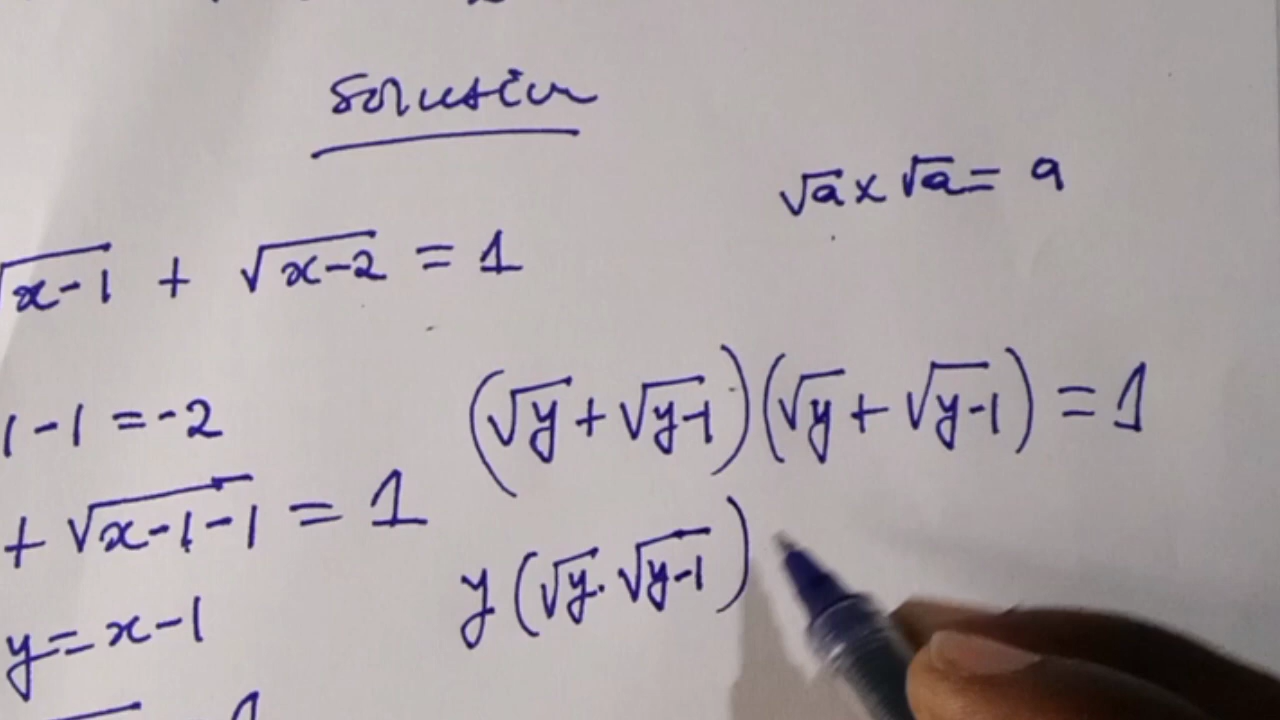 Solution
√a × √a = a
√x-1 + √x-2 = 1
1-1 = -2
(√y + √y-1)(√y + √y-1) = 1
+ √x-1-1 = 1
y(√y. √y-1)
y = x-1